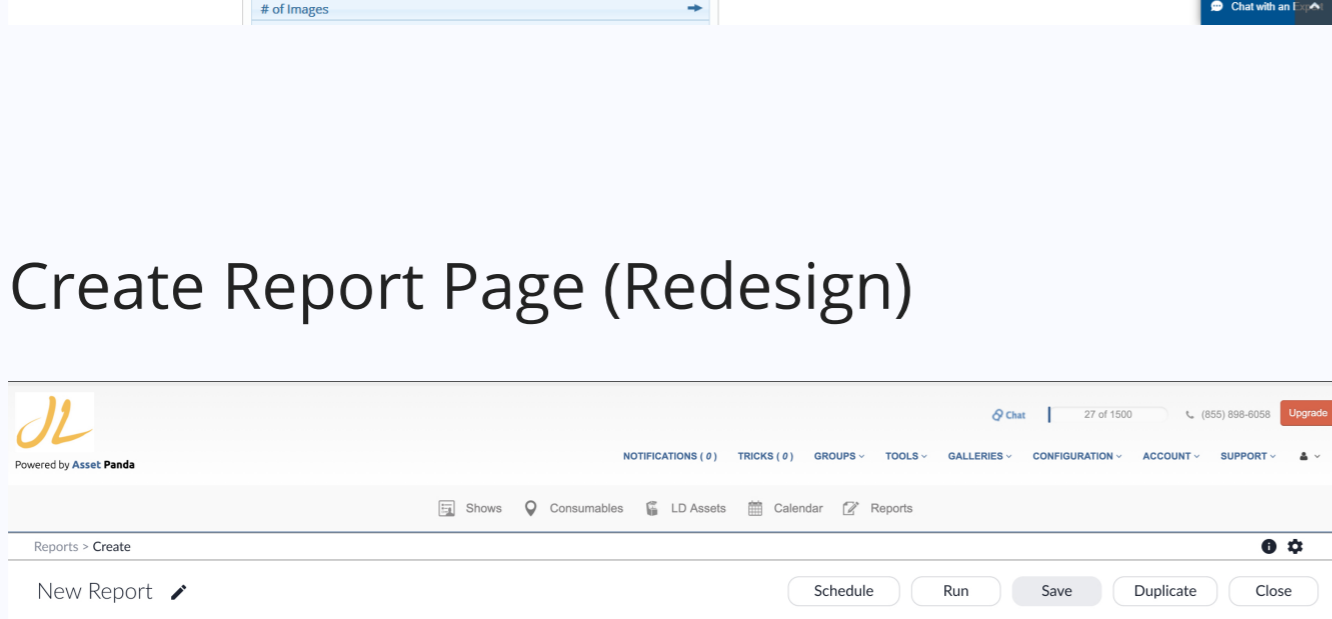 # of Images
Chat with an Expert
Create Report Page (Redesign)
JL
Chat 27 of 1500 (855) 898-6058 Upgrade
Powered by Asset Panda
NOTIFICATIONS ( 0 ) TRICKS ( 0 ) GROUPS TOOLS GALLERIES CONFIGURATION ACCOUNT SUPPORT
Shows Consumables LD Assets Calendar Reports
Reports > Create
New Report Schedule Run Save Duplicate Close